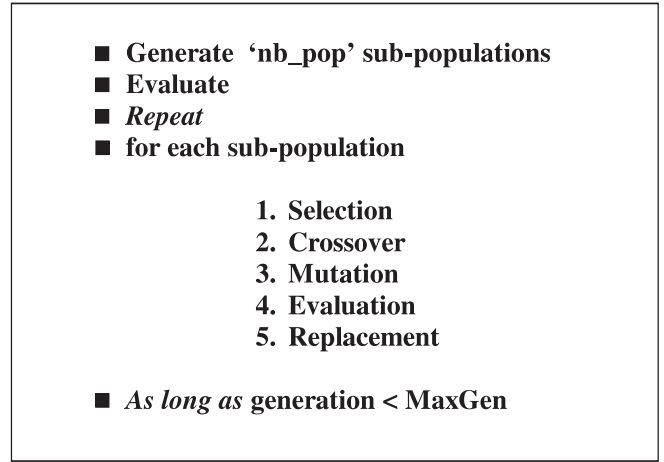 ■ Generate ‘nb_pop’ sub-populations
■ Evaluate
■ Repeat
■ for each sub-population
1. Selection
2. Crossover
3. Mutation
4. Evaluation
5. Replacement
■ As long as generation < MaxGen